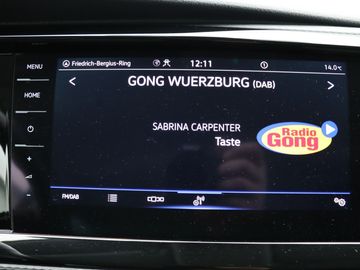 MENU
HOME
Friedrich-Bergius-Ring
12:11
14.0°C
GONG WUERZBURG (DAB)
SABRINA CARPENTER
Taste
Radio
Gong
FM/DAB